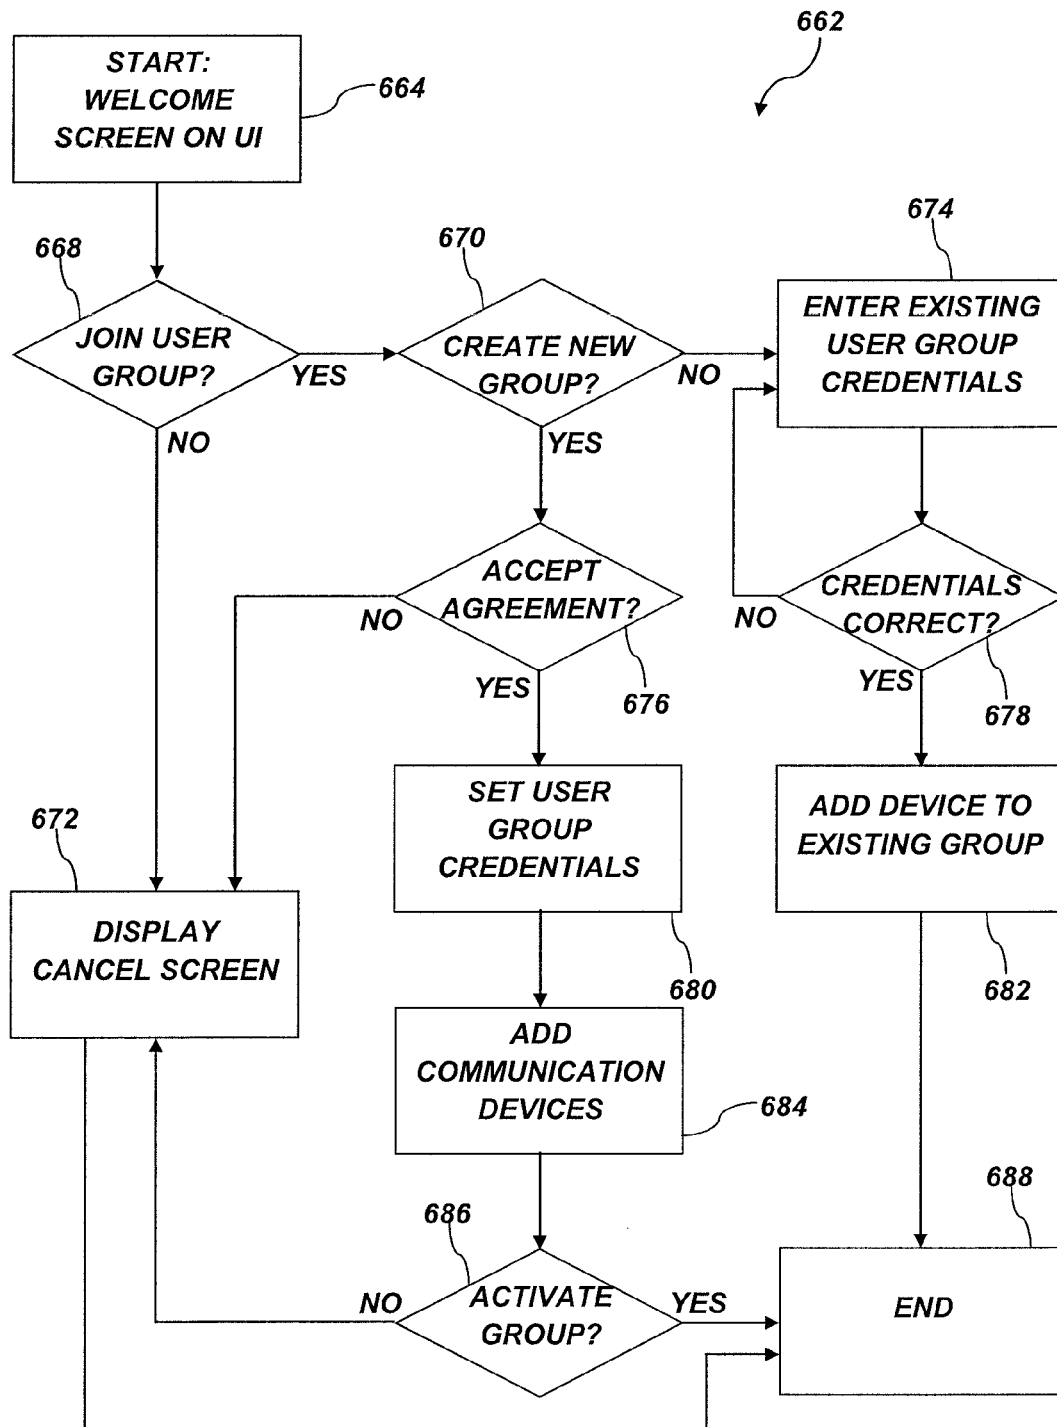 662
START:
WELCOME
SCREEN ON UI
664
668
JOIN USER
GROUP?
YES
NO
670
CREATE NEW
GROUP?
NO
YES
674
ENTER EXISTING
USER GROUP
CREDENTIALS
ACCEPT
AGREEMENT?
NO
YES
676
CREDENTIALS
CORRECT?
NO
YES
678
672
DISPLAY
CANCEL SCREEN
SET USER
GROUP
CREDENTIALS
680
ADD DEVICE TO
EXISTING GROUP
682
ADD
COMMUNICATION
DEVICES
684
686
ACTIVATE
GROUP?
NO
YES
688
END